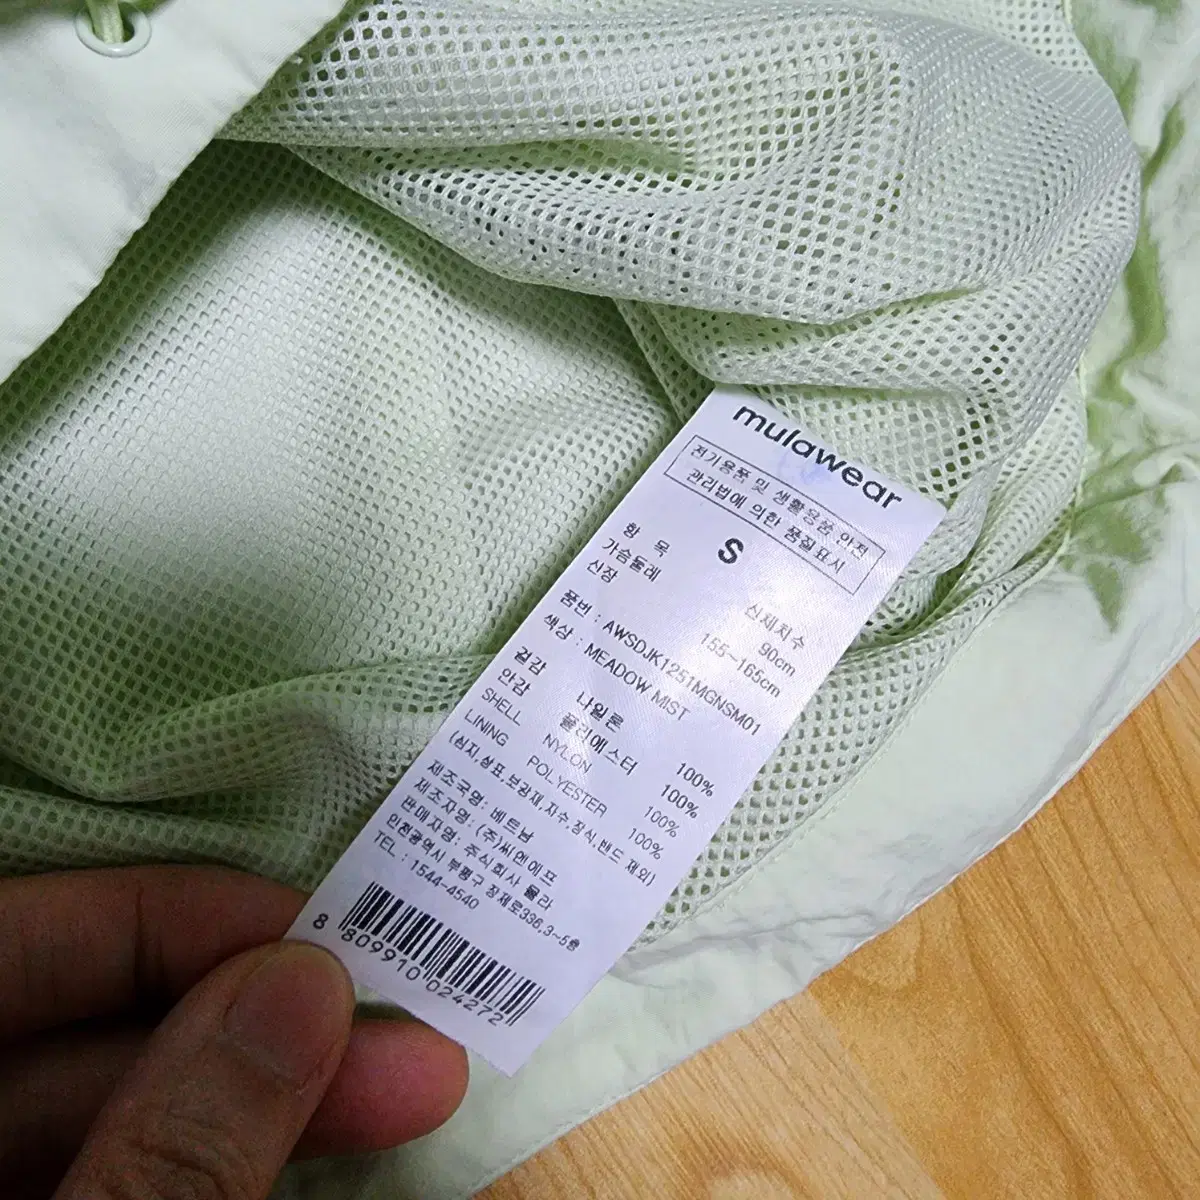 mulawear
전기용품 및 생활용품 안전
관리법에 의한 품질표시
S
항 목 신체치수
가슴둘레 90cm
신장 155~165cm
품번 : AWSDJK1251MGNSM01
색상 : MEADOW MIST
겉감 나일론 100%
안감 폴리에스터 100%
SHELL NYLON 100%
LINING POLYESTER 100%
(심지,성표,보강재,자수,장식,밴드 제외)
제조국명: 베트남
제조자명: (주)씨앤에프
판매자명: 주식회사 뮬라
인천광역시 부평구 장제로336,3~5층
TEL : 1544-4540
8 809910 024272